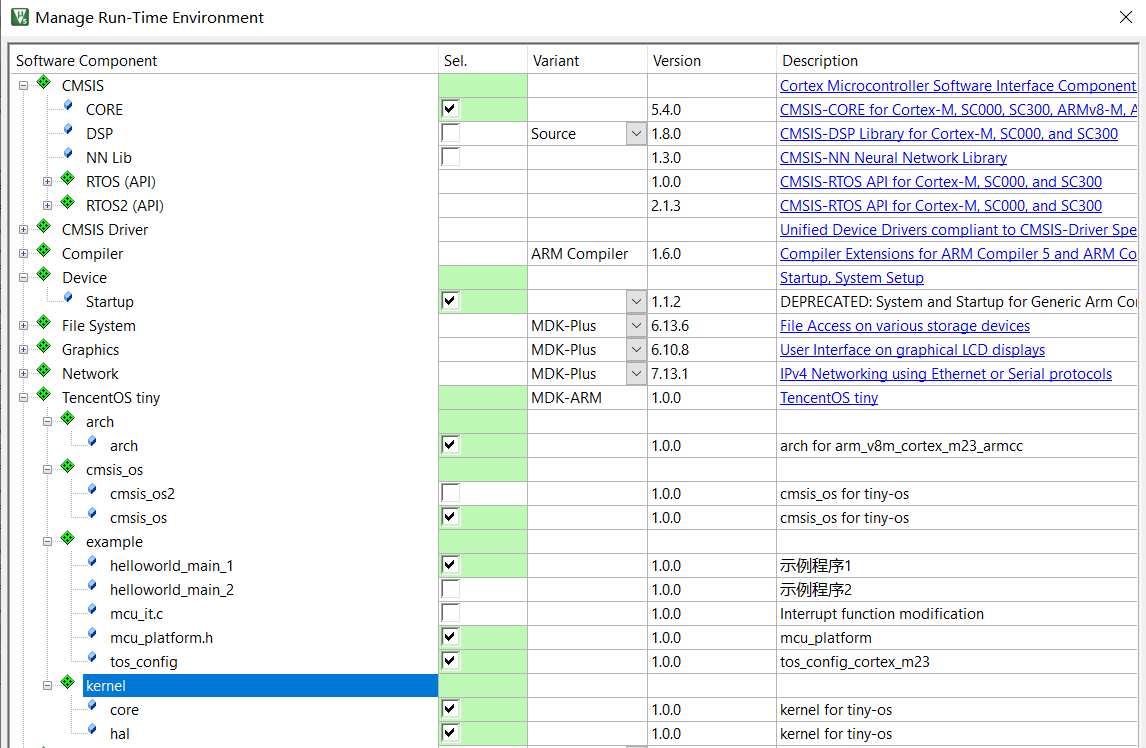 Manage Run-Time Environment
Software Component Sel. Variant Version Description
CMSIS Cortex Microcontroller Software Interface Component
CORE 5.4.0 CMSIS-CORE for Cortex-M, SC000, SC300, ARMv8-M, A
DSP Source 1.8.0 CMSIS-DSP Library for Cortex-M, SC000, and SC300
NN Lib 1.3.0 CMSIS-NN Neural Network Library
RTOS (API) 1.0.0 CMSIS-RTOS API for Cortex-M, SC000, and SC300
RTOS2 (API) 2.1.3 CMSIS-RTOS API for Cortex-M, SC000, and SC300
CMSIS Driver Unified Device Drivers compliant to CMSIS-Driver Spe
Compiler ARM Compiler 1.6.0 Compiler Extensions for ARM Compiler 5 and ARM Co
Device Startup, System Setup
Startup 1.1.2 DEPRECATED: System and Startup for Generic Arm Cor
File System MDK-Plus 6.13.6 File Access on various storage devices
Graphics MDK-Plus 6.10.8 User Interface on graphical LCD displays
Network MDK-Plus 7.13.1 IPv4 Networking using Ethernet or Serial protocols
TencentOS tiny MDK-ARM 1.0.0 TencentOS tiny
arch
arch 1.0.0 arch for arm_v8m_cortex_m23_armcc
cmsis_os
cmsis_os2 1.0.0 cmsis_os for tiny-os
cmsis_os 1.0.0 cmsis_os for tiny-os
example
helloworld_main_1 1.0.0 示例程序1
helloworld_main_2 1.0.0 示例程序2
mcu_it.c 1.0.0 Interrupt function modification
mcu_platform.h 1.0.0 mcu_platform
tos_config 1.0.0 tos_config_cortex_m23
kernel
core 1.0.0 kernel for tiny-os
hal 1.0.0 kernel for tiny-os